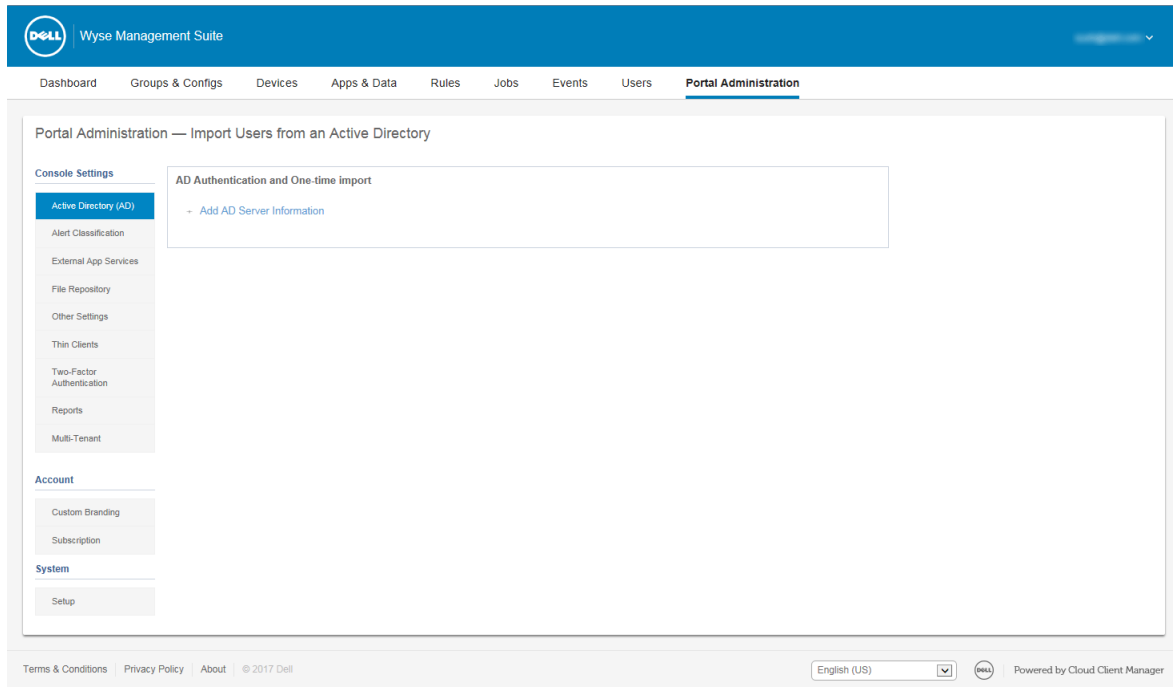 DELL
Wyse Management Suite
Dashboard Groups & Configs Devices Apps & Data Rules Jobs Events Users Portal Administration
Portal Administration — Import Users from an Active Directory
Console Settings
Active Directory (AD)
Alert Classification
External App Services
File Repository
Other Settings
Thin Clients
Two-Factor
Authentication
Reports
Multi-Tenant
Account
Custom Branding
Subscription
System
Setup
AD Authentication and One-time import
Add AD Server Information
Terms & Conditions Privacy Policy About © 2017 Dell
English (US)
DELL
Powered by Cloud Client Manager